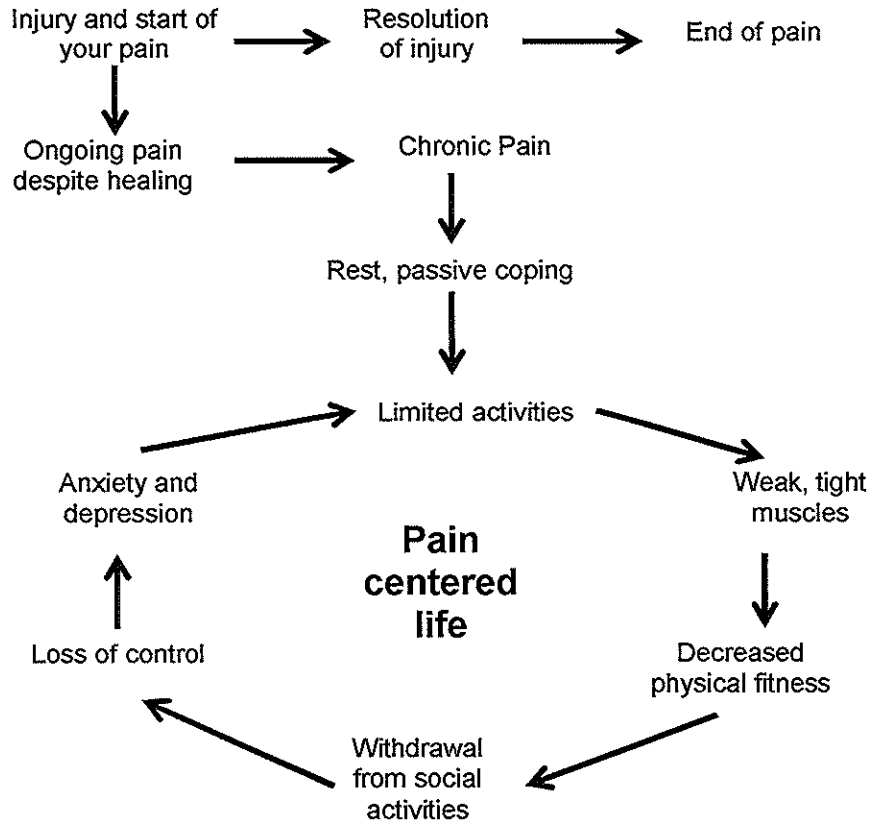 Injury and start of
your pain
Resolution
of injury
End of pain
Ongoing pain
despite healing
Chronic Pain
Rest, passive coping
Limited activities
Weak, tight
muscles
Decreased
physical fitness
Withdrawal
from social
activities
Loss of control
Anxiety and
depression
Pain
centered
life